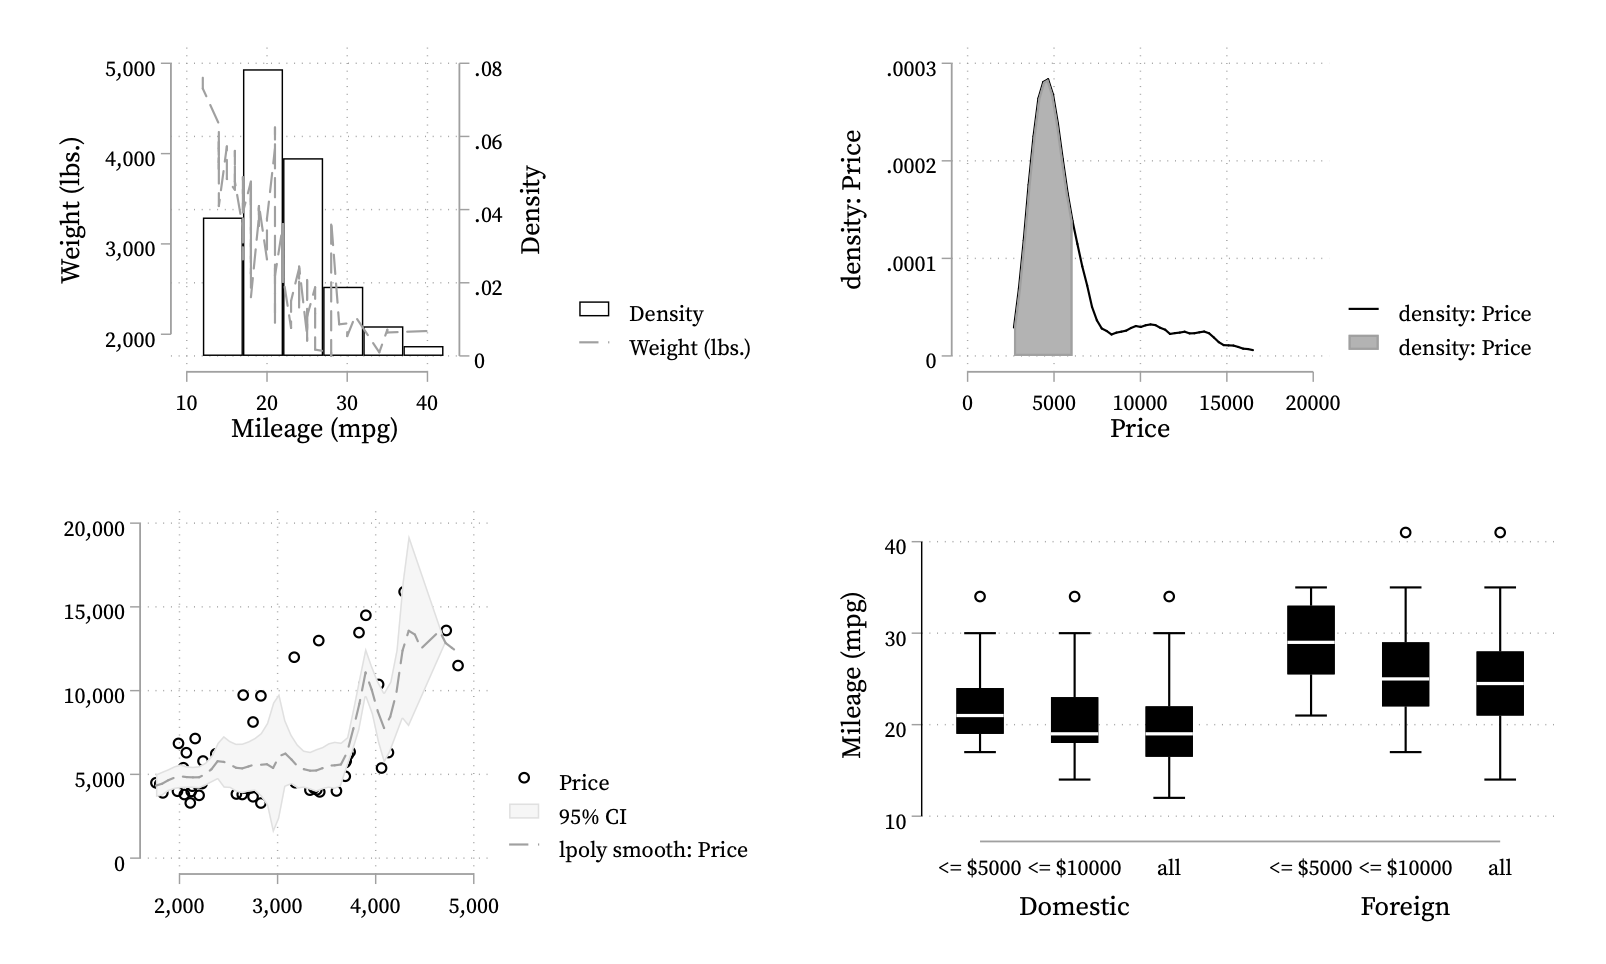 5,000
4,000
3,000
2,000
Weight (lbs.)
.08
.06
.04
.02
0
Density
10 20 30 40
Mileage (mpg)
Density
Weight (lbs.)
.0003
.0002
.0001
0
density: Price
0 5000 10000 15000 20000
Price
density: Price
density: Price
20,000
15,000
10,000
5,000
0
2,000 3,000 4,000 5,000
Price
95% CI
lpoly smooth: Price
40
30
20
10
Mileage (mpg)
<= $5000 <= $10000 all <= $5000 <= $10000 all
Domestic Foreign